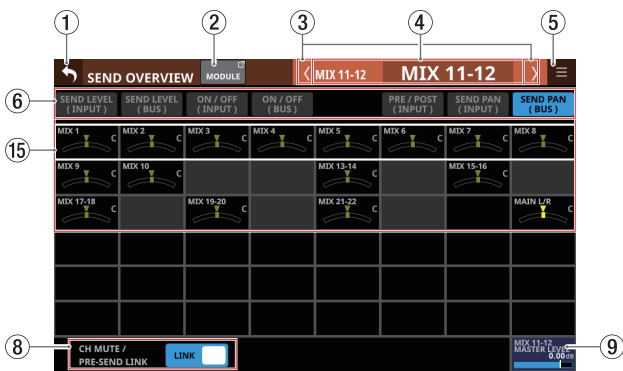 1 2 3 4 5
SEND OVERVIEW MODULE MIX 11-12 MIX 11-12
6
SEND LEVEL SEND LEVEL ON / OFF ON / OFF PRE / POST SEND PAN SEND PAN
( INPUT ) ( BUS ) ( INPUT ) ( BUS ) ( INPUT ) ( INPUT ) ( BUS )
15
MIX 1 C MIX 2 C MIX 3 C MIX 4 C MIX 5 C MIX 6 C MIX 7 C MIX 8 C
MIX 9 C MIX 10 C MIX 13-14 C MIX 15-16 C
MIX 17-18 C MIX 19-20 C MIX 21-22 C MAIN L/R C
8
CH MUTE /
PRE-SEND LINK
LINK
MIX 11-12
MASTER LEVEL
0.00dB
9